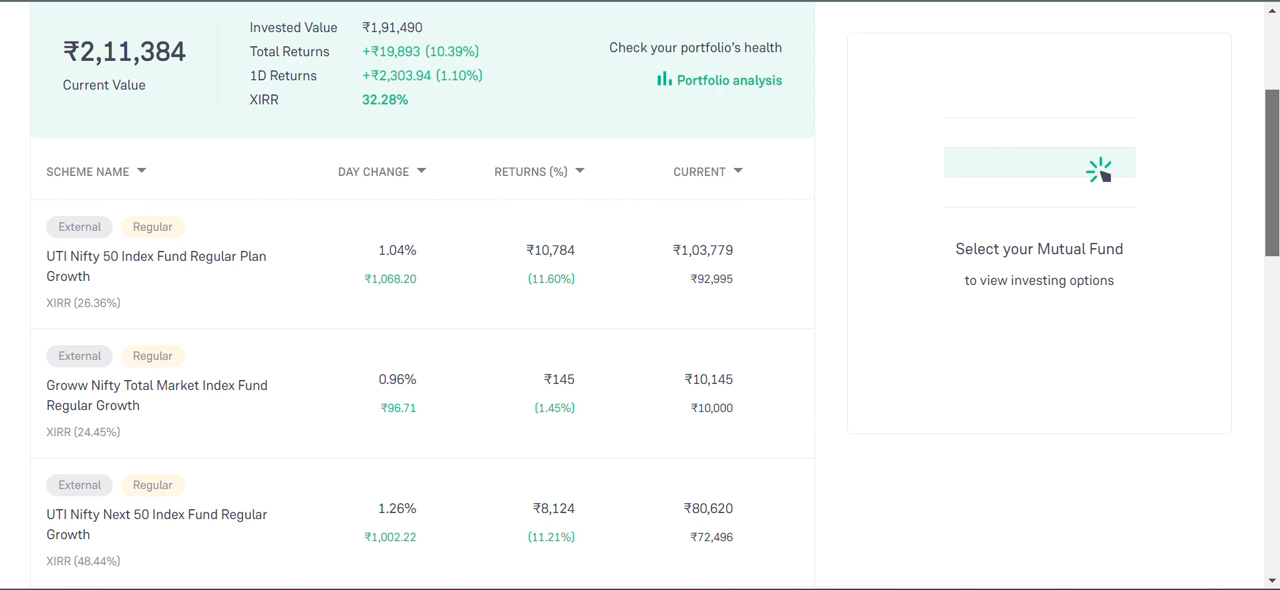 ₹2,11,384
Current Value
Invested Value ₹1,91,490
Total Returns +₹19,893 (10.39%)
1D Returns +₹2,303.94 (1.10%)
XIRR 32.28%
Check your portfolio's health
Portfolio analysis
SCHEME NAME DAY CHANGE RETURNS (%) CURRENT
External Regular
UTI Nifty 50 Index Fund Regular Plan
Growth
XIRR (26.36%)
1.04% ₹10,784 ₹1,03,779
₹1,068.20 (11.60%) ₹92,995
External Regular
Groww Nifty Total Market Index Fund
Regular Growth
XIRR (24.45%)
0.96% ₹145 ₹10,145
₹96.71 (1.45%) ₹10,000
External Regular
UTI Nifty Next 50 Index Fund Regular
Growth
XIRR (48.44%)
1.26% ₹8,124 ₹80,620
₹1,002.22 (11.21%) ₹72,496
Select your Mutual Fund
to view investing options